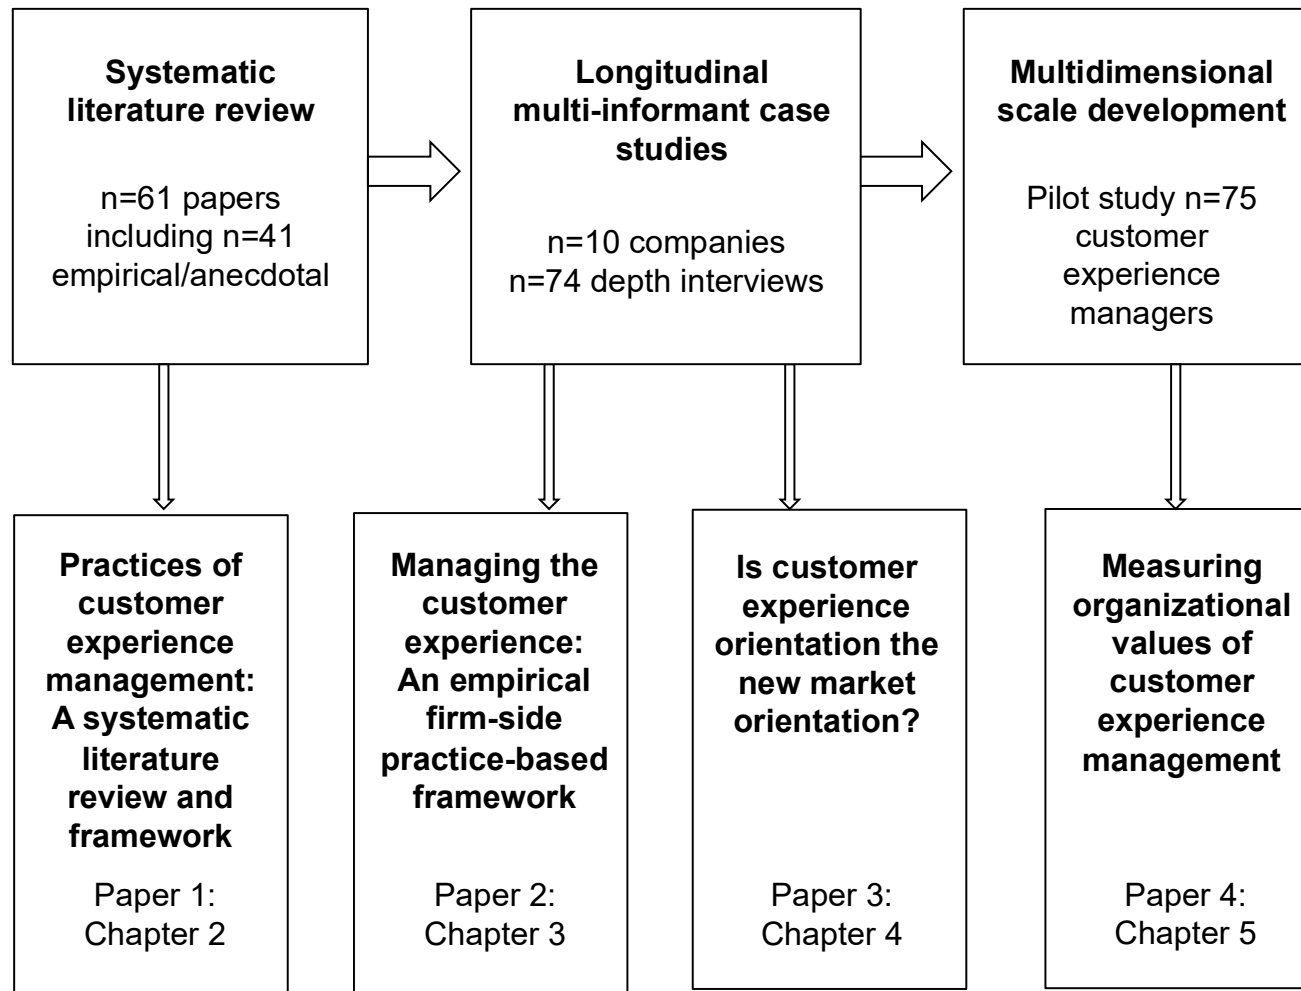 Systematic
literature review
n=61 papers
including n=41
empirical/anecdotal
Longitudinal
multi-informant case
studies
n=10 companies
n=74 depth interviews
Multidimensional
scale development
Pilot study n=75
customer
experience
managers
Practices of
customer
experience
management:
A systematic
literature
review and
framework
Paper 1:
Chapter 2
Managing the
customer
experience:
An empirical
firm-side
practice-based
framework
Paper 2:
Chapter 3
Is customer
experience
orientation the
new market
orientation?
Paper 3:
Chapter 4
Measuring
organizational
values of
customer
experience
management
Paper 4:
Chapter 5